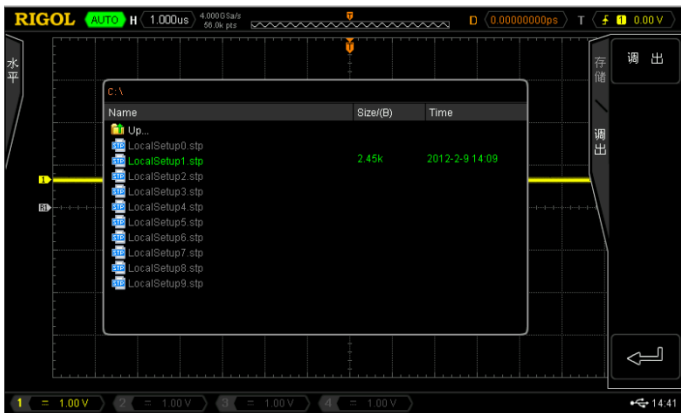 RIGOL AUTO H 1.000us 4.000GSa/s 56.0k pts D 0.00000000ps T 1 0.00 V
水平
存储
调出
调 出
C:\
Name Size/(B) Time
Up...
LocalSetup0.stp
LocalSetup1.stp 2.45k 2012-2-9 14:09
LocalSetup2.stp
LocalSetup3.stp
LocalSetup4.stp
LocalSetup5.stp
LocalSetup6.stp
LocalSetup7.stp
LocalSetup8.stp
LocalSetup9.stp
1 = 1.00 V 2 = 1.00 V 3 = 1.00 V 4 = 1.00 V 14:41